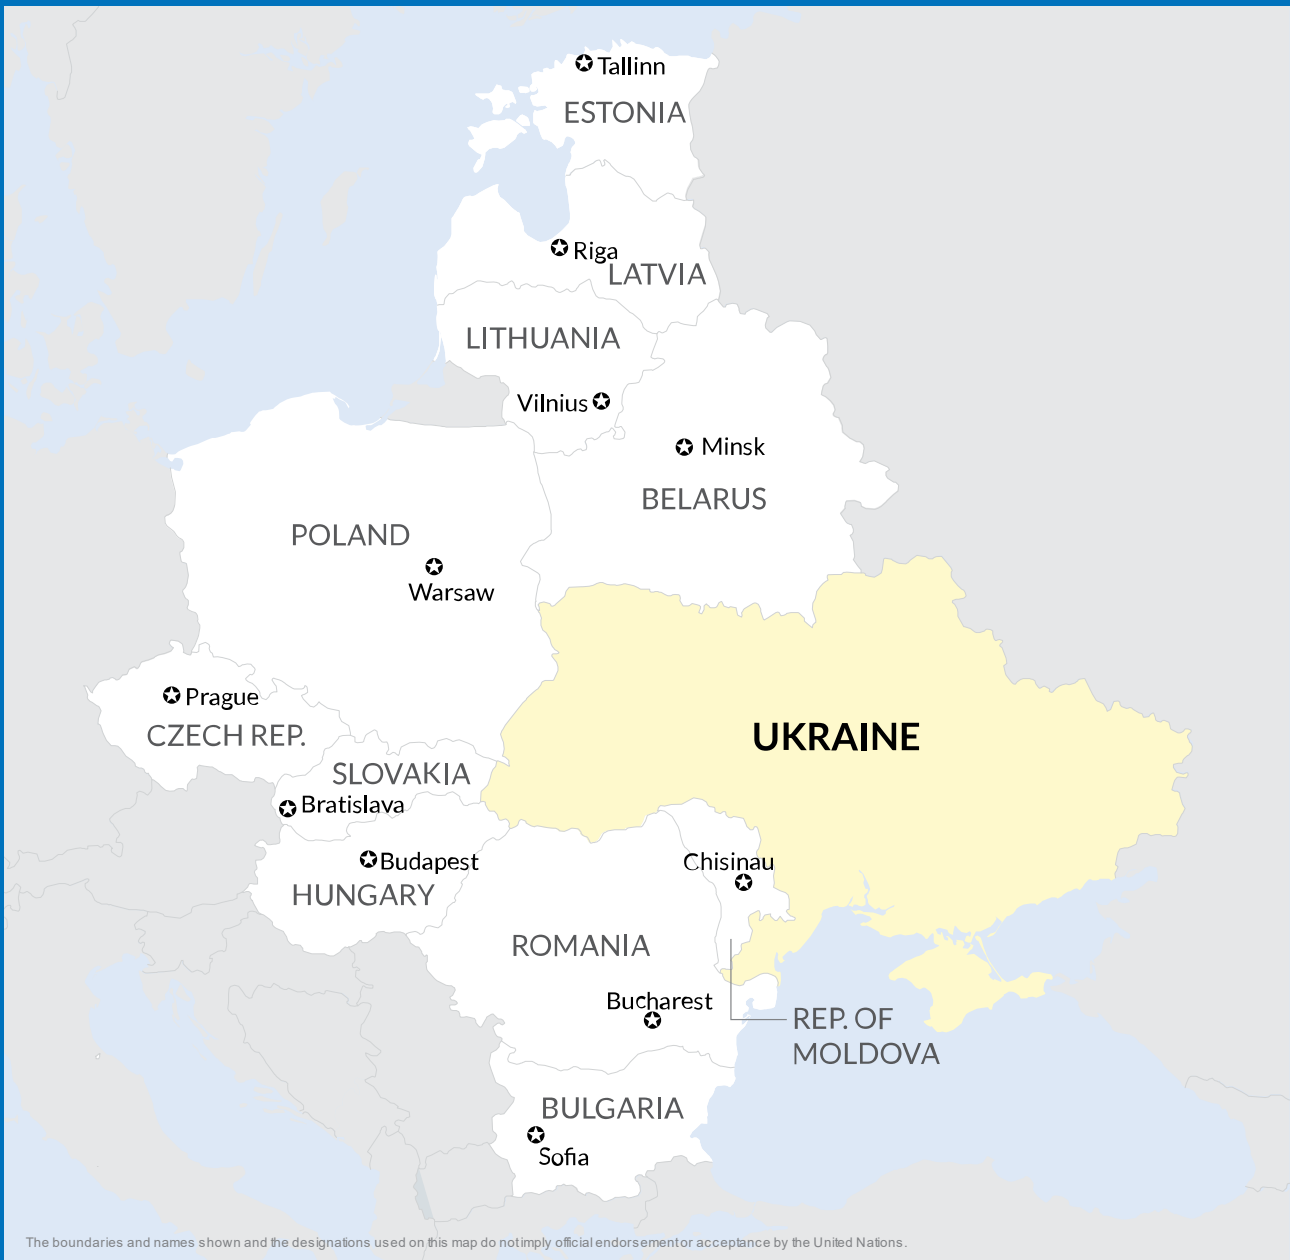 Tallinn
ESTONIA
Riga
LATVIA
LITHUANIA
Vilnius
Minsk
BELARUS
POLAND
Warsaw
Prague
CZECH REP.
UKRAINE
SLOVAKIA
Bratislava
Budapest
HUNGARY
Chisinau
ROMANIA
Bucharest
REP. OF
MOLDOVA
BULGARIA
Sofia
The boundaries and names shown and the designations used on this map do not imply official endorsement or acceptance by the United Nations.